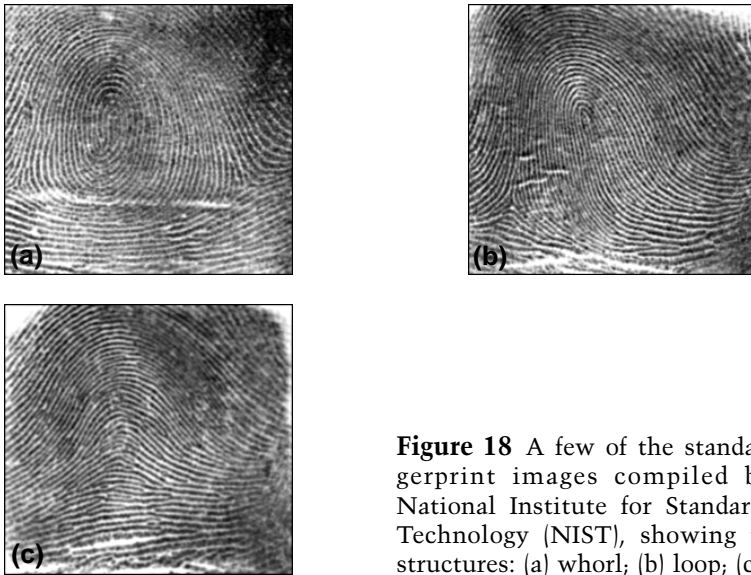 (a)
(b)
(c)
Figure 18 A few of the standa
gerprint images compiled b
National Institute for Standar
Technology (NIST), showing
structures: (a) whorl; (b) loop; (c